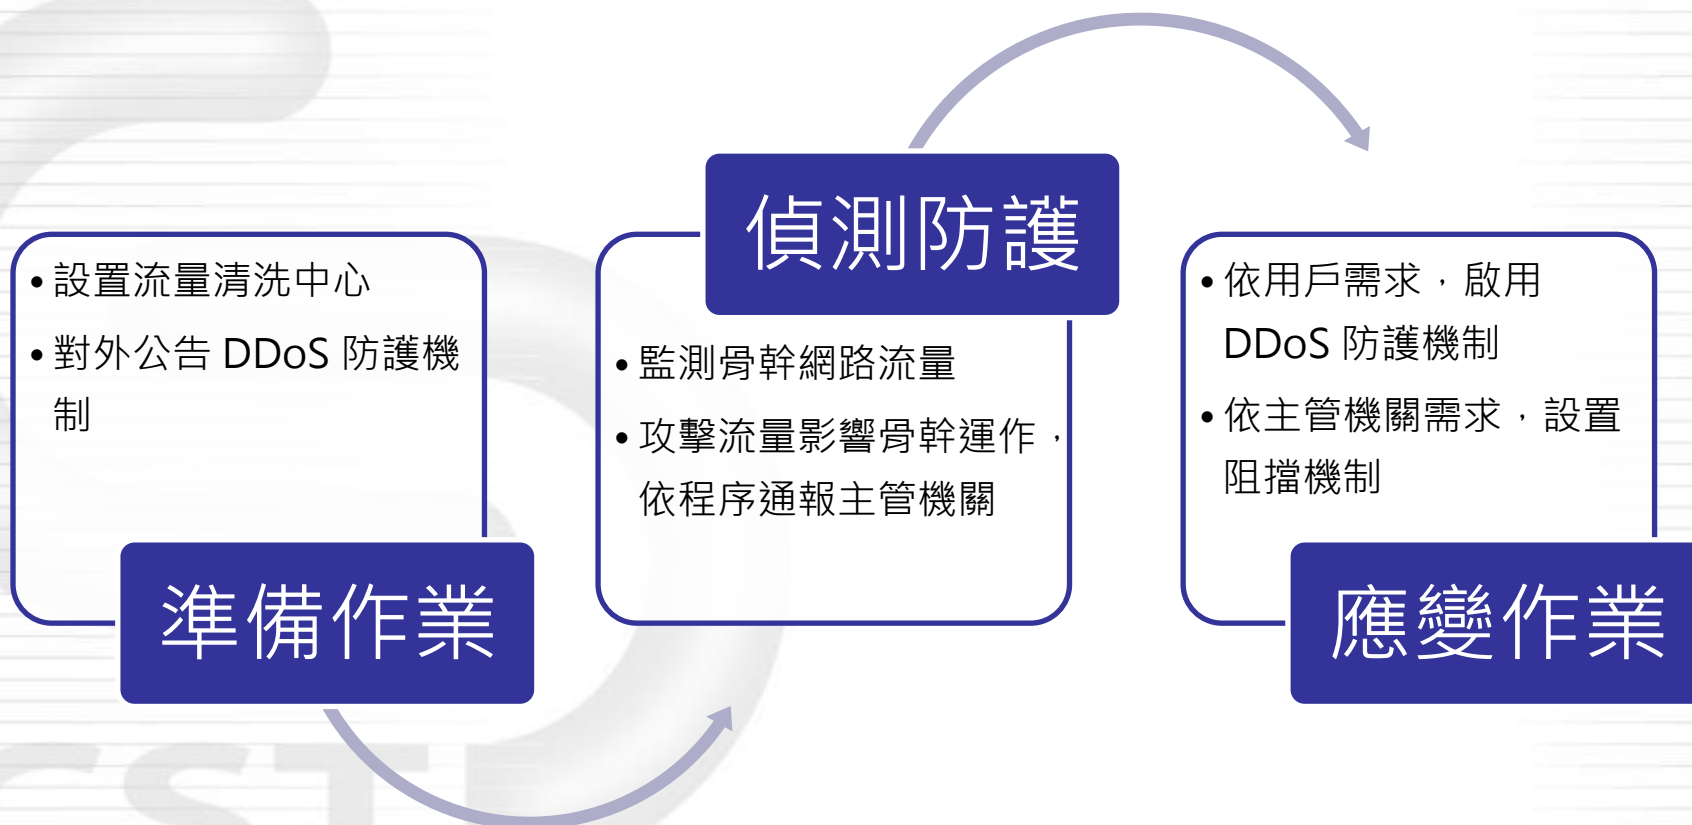 • 設置流量清洗中心
• 對外公告 DDoS 防護機
制
準備作業
偵測防護
• 監測骨幹網路流量
• 攻擊流量影響骨幹運作，
依程序通報主管機關
• 依用戶需求，啟用
DDoS 防護機制
• 依主管機關需求，設置
阻擋機制
應變作業